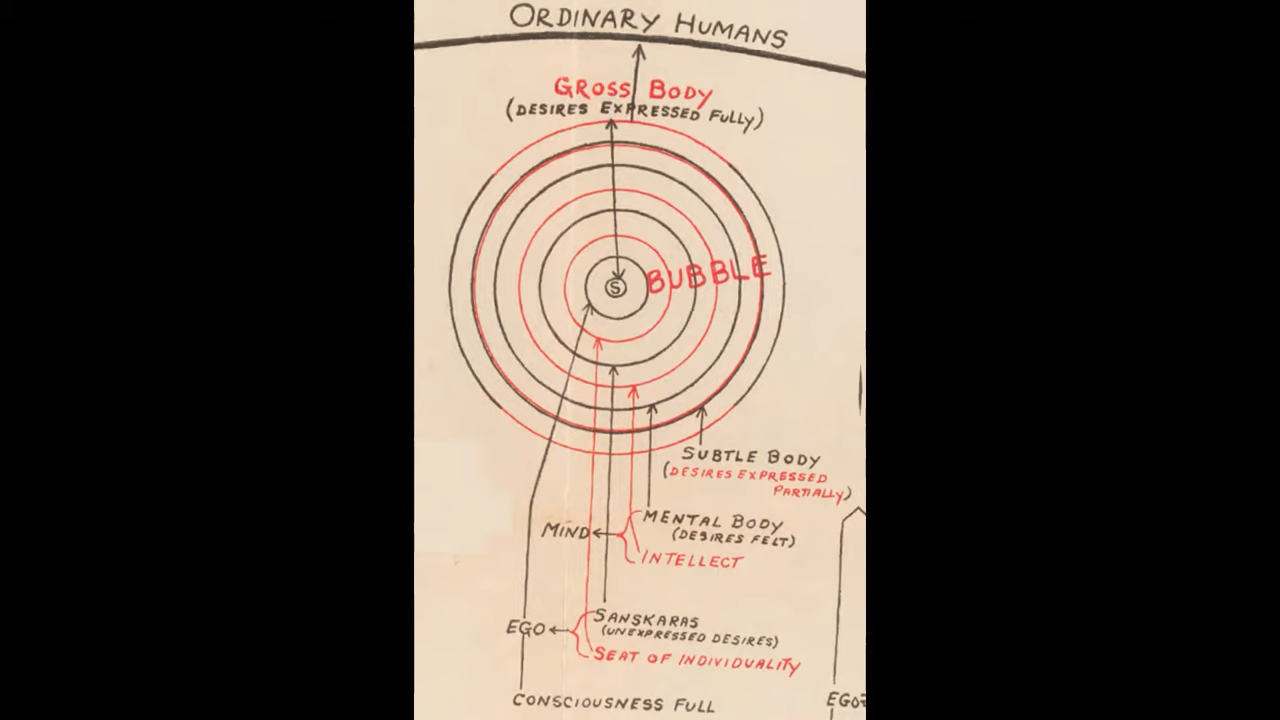 ORDINARY HUMANS
GROSS BODY
(DESIRES EXPRESSED FULLY)
S
BUBBLE
SUBTLE BODY
(DESIRES EXPRESSED
PARTIALLY)
MENTAL BODY
(DESIRES FELT)
MIND
INTELLECT
SANSKARAS
(UNEXPRESSED DESIRES)
EGO
SEAT OF INDIVIDUALITY
CONSCIOUSNESS FULL
EGO